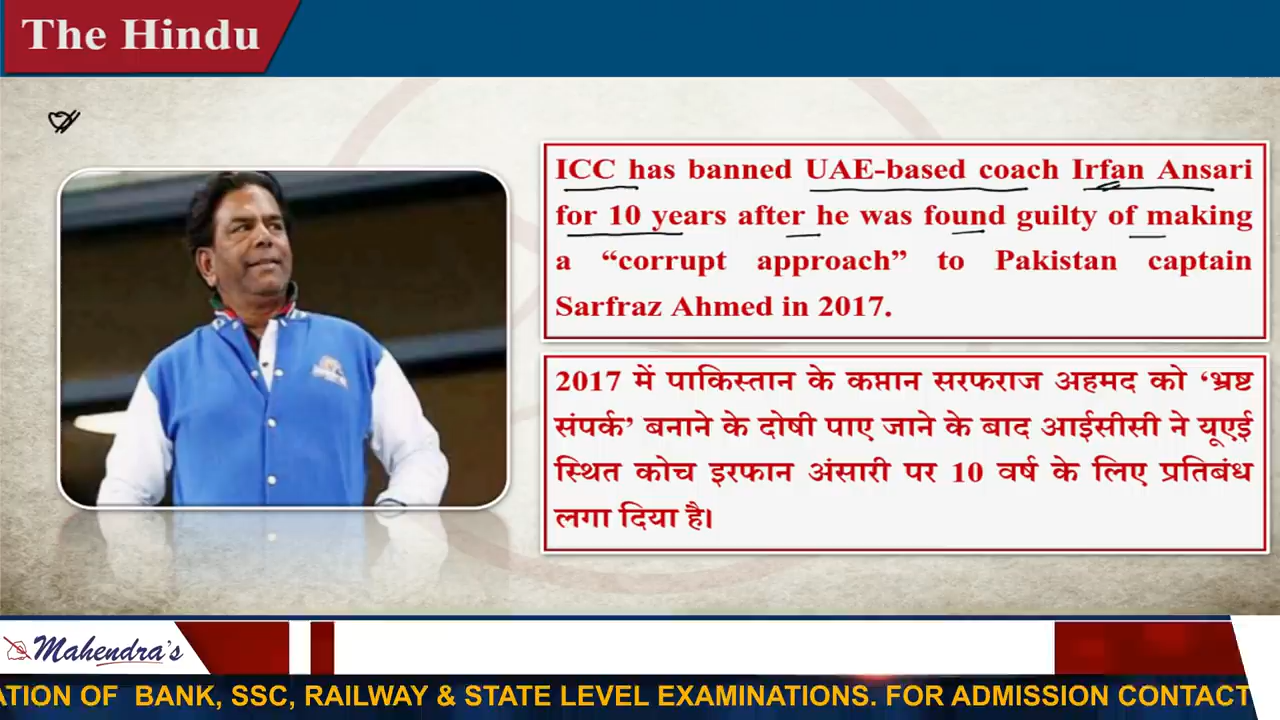 The Hindu
ICC has banned UAE-based coach Irfan Ansari
for 10 years after he was found guilty of making
a “corrupt approach” to Pakistan captain
Sarfraz Ahmed in 2017.
2017 में पाकिस्तान के कप्तान सरफराज अहमद को ‘भ्रष्ट
संपर्क’ बनाने के दोषी पाए जाने के बाद आईसीसी ने यूएई
स्थित कोच इरफान अंसारी पर 10 वर्ष के लिए प्रतिबंध
लगा दिया है।
Mahendra's
ATION OF BANK, SSC, RAILWAY & STATE LEVEL EXAMINATIONS. FOR ADMISSION CONTACT